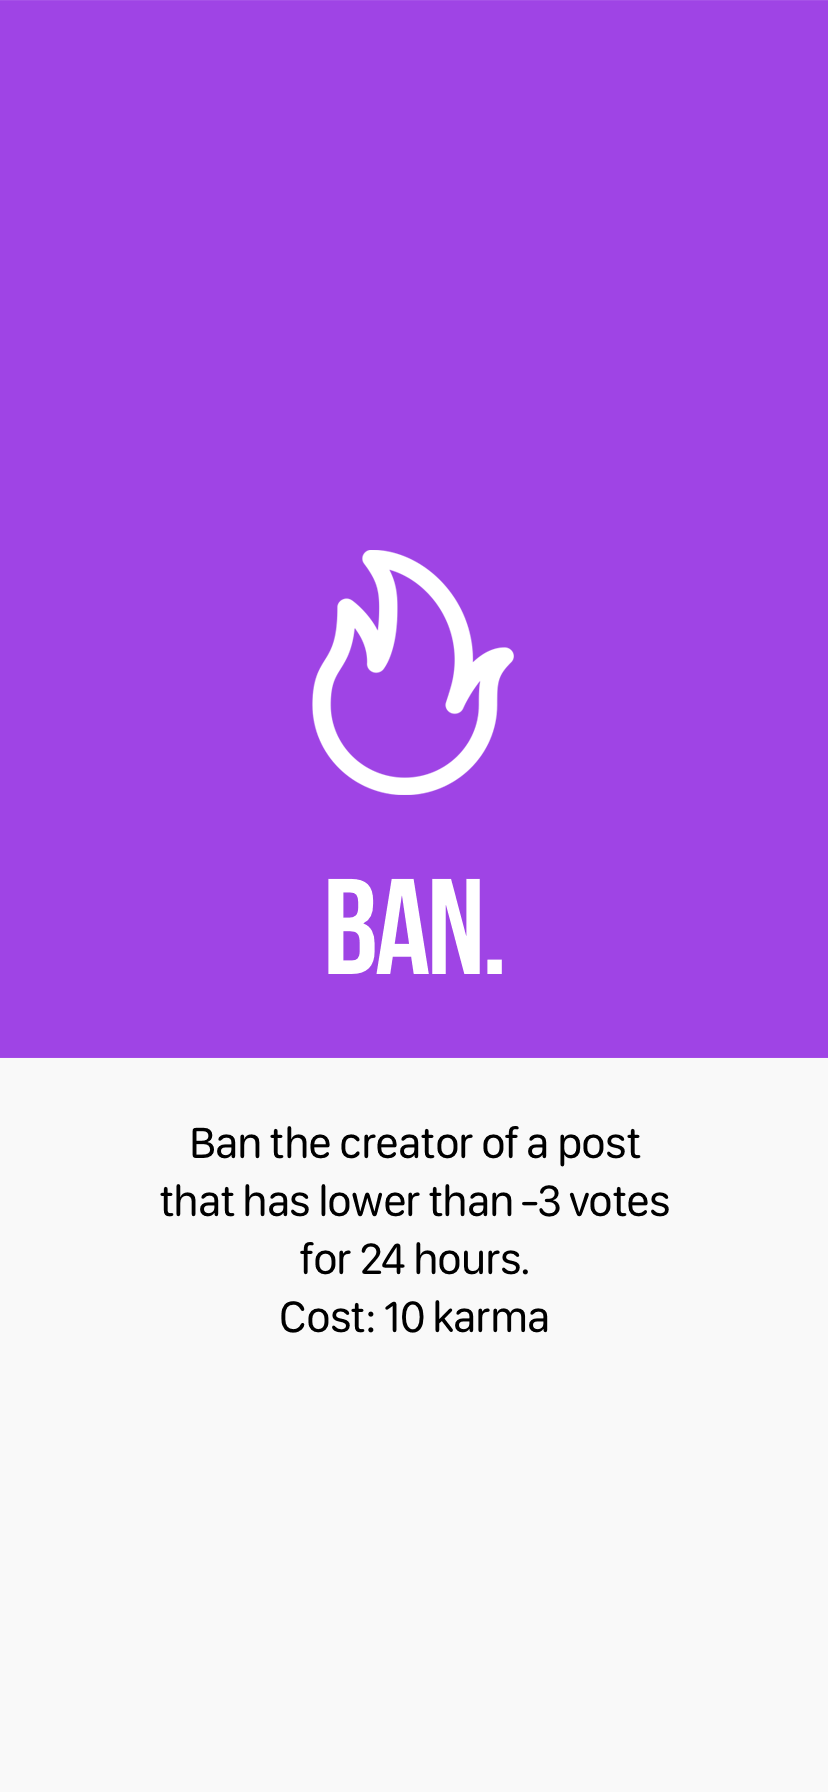 BAN.
Ban the creator of a post
that has lower than -3 votes
for 24 hours.
Cost: 10 karma